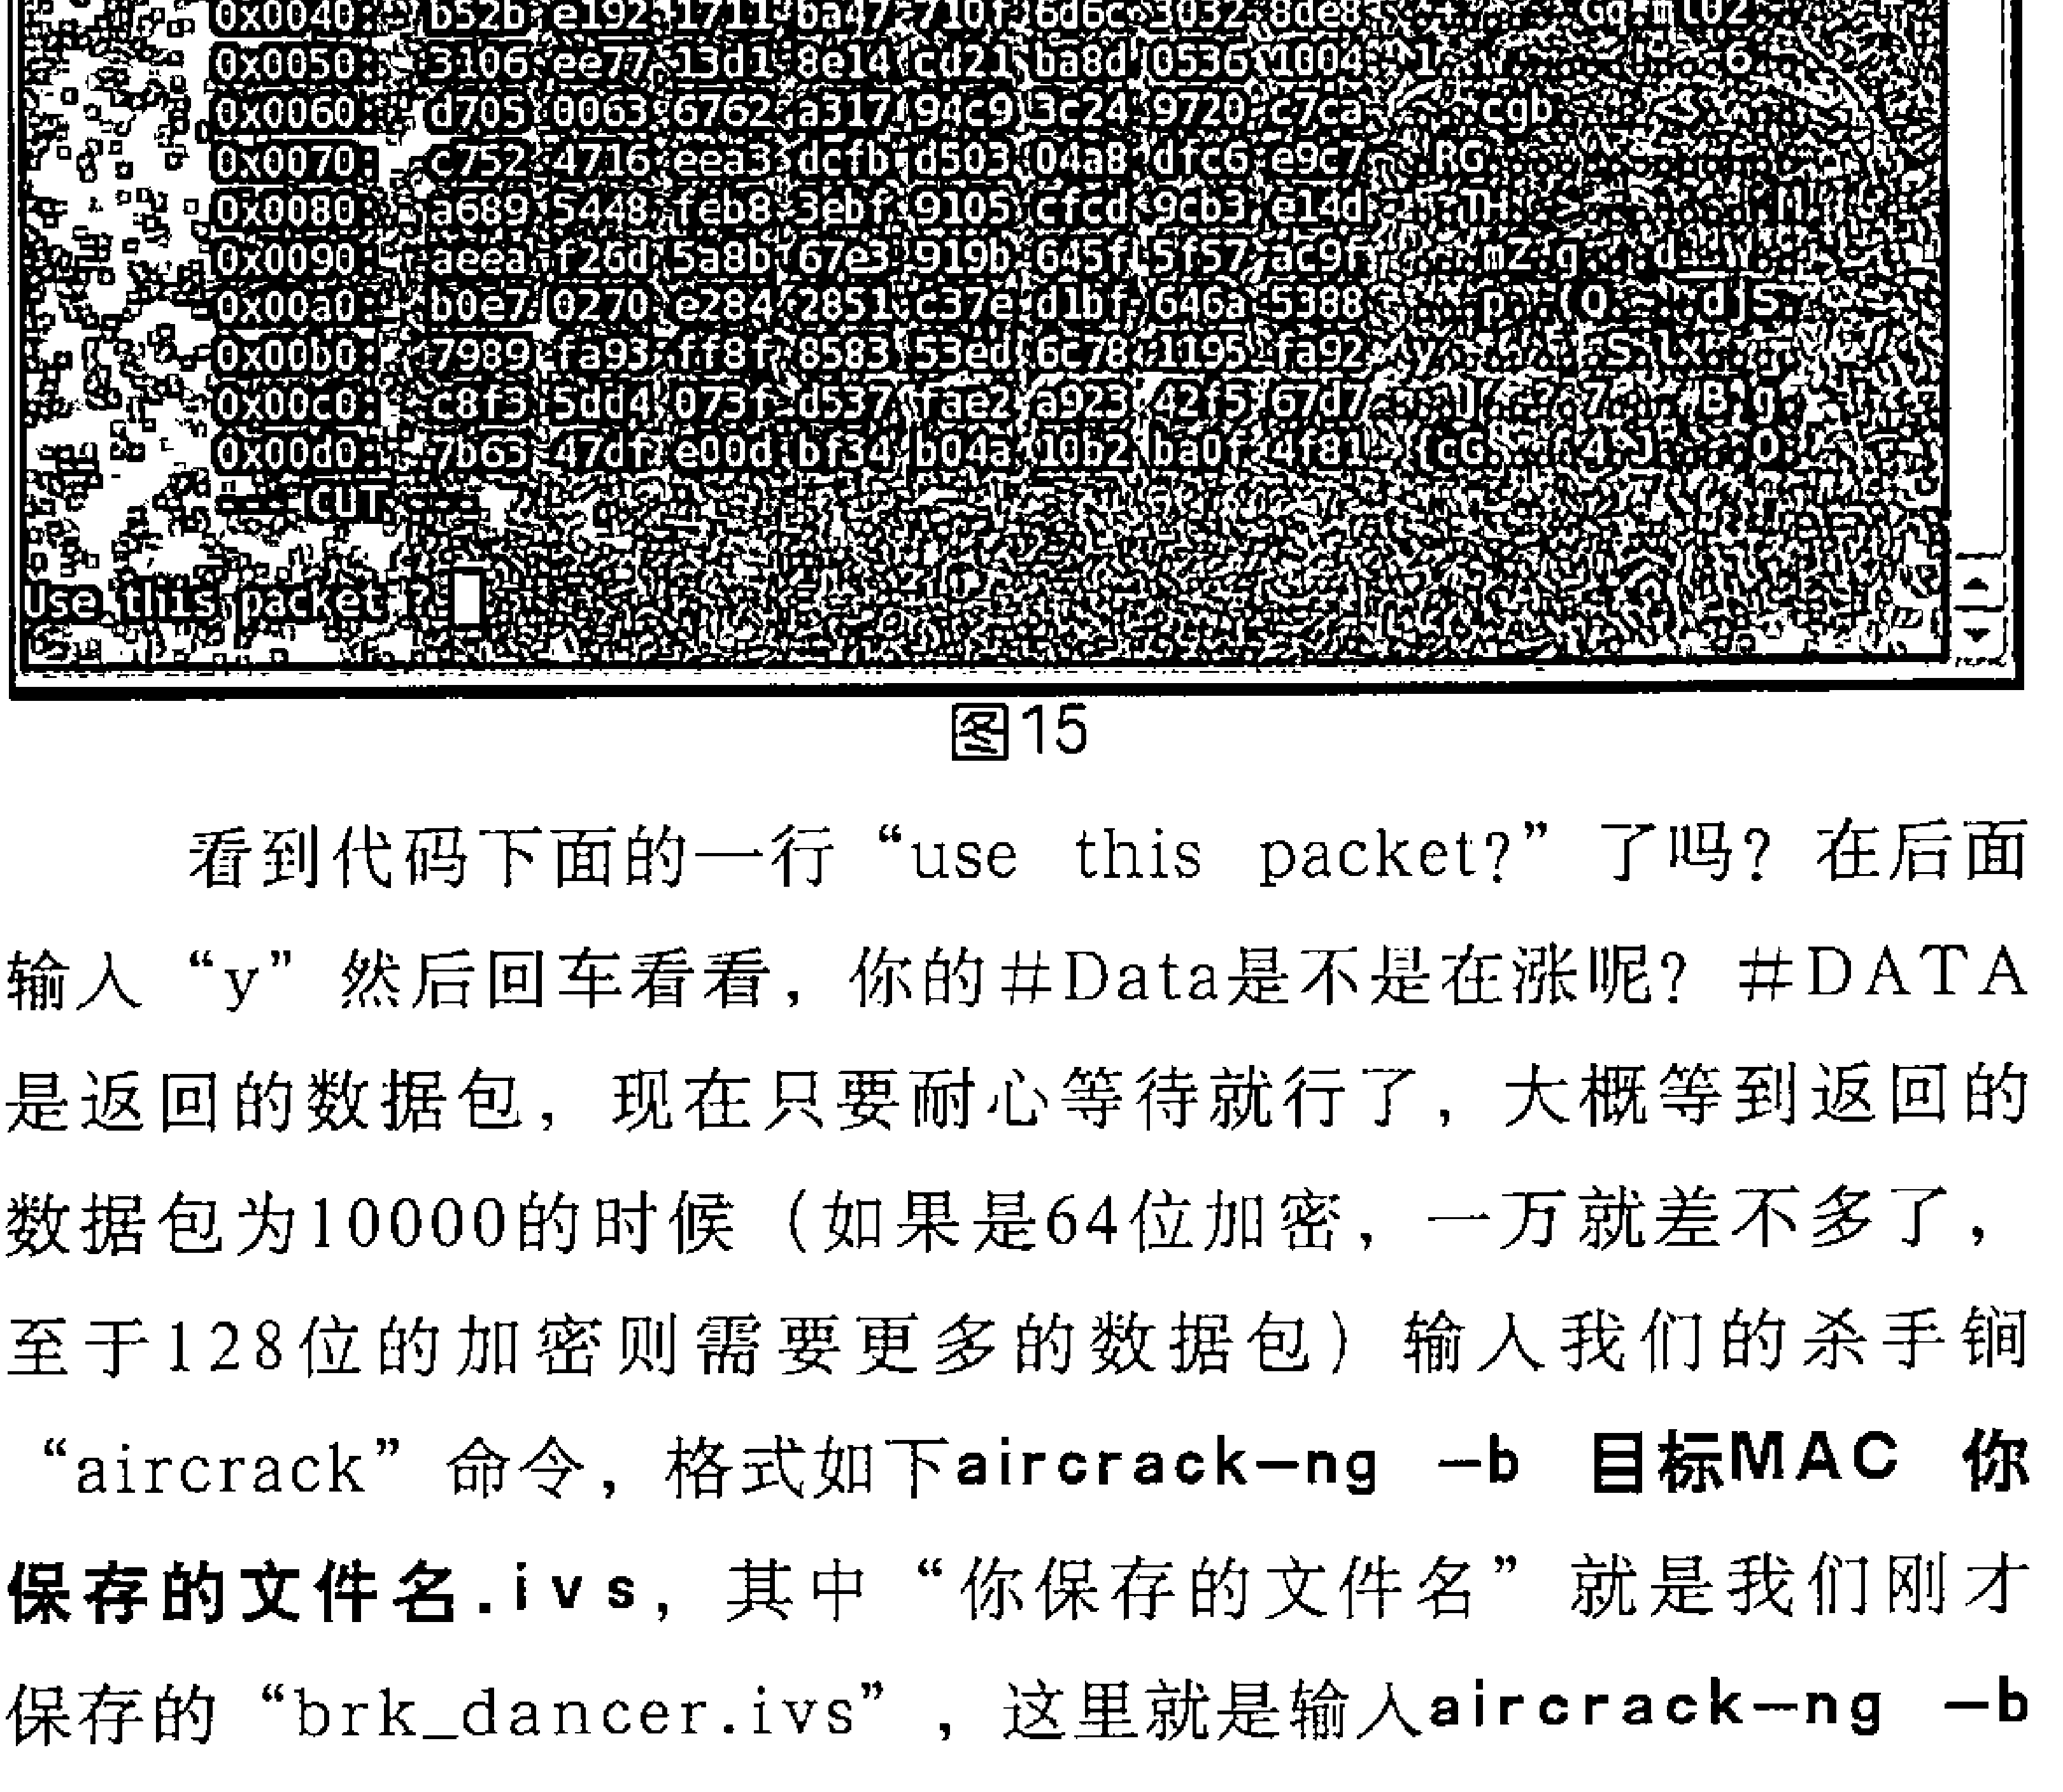 0x0040: b52b e192 1711 ba47 710f 6d6c 3032 8de8
0x0050: 3106 ee77 13d1 8e14 cd21 ba8d 0536 1004
0x0060: d705 0063 6762 a317 94c9 3c24 9720 c7ca
0x0070: c752 4716 eea3 dcfb d503 04a8 dfc6 e9c7
0x0080: a689 5448 feb8 3ebf 9105 cfcd 9cb3 e14d
0x0090: aeea f26d 5a8b 67e3 919b 645f 5f57 ac9f
0x00a0: b0e7 0270 e284 2851 c37e d1bf 646a 5388
0x00b0: 7989 fa93 ff8f 8583 53ed 6c78 1195 fa92
0x00c0: c8f3 5dd4 073f d537 fae2 a923 42f5 67d7
0x00d0: 7b63 47df e00d bf34 b04a 10b2 ba0f 4f81
--- CUT ---
Use this packet ?
图15
看到代码下面的一行“use this packet?”了吗？在后面
输入“y”然后回车看看，你的#Data是不是在涨呢？#DATA
是返回的数据包，现在只要耐心等待就行了，大概等到返回的
数据包为10000的时候（如果是64位加密，一万就差不多了，
至于128位的加密则需要更多的数据包）输入我们的杀手锏
“aircrack”命令，格式如下aircrack-ng -b 目标MAC 你
保存的文件名.ivs，其中“你保存的文件名”就是我们刚才
保存的“brk_dancer.ivs”，这里就是输入aircrack-ng -b